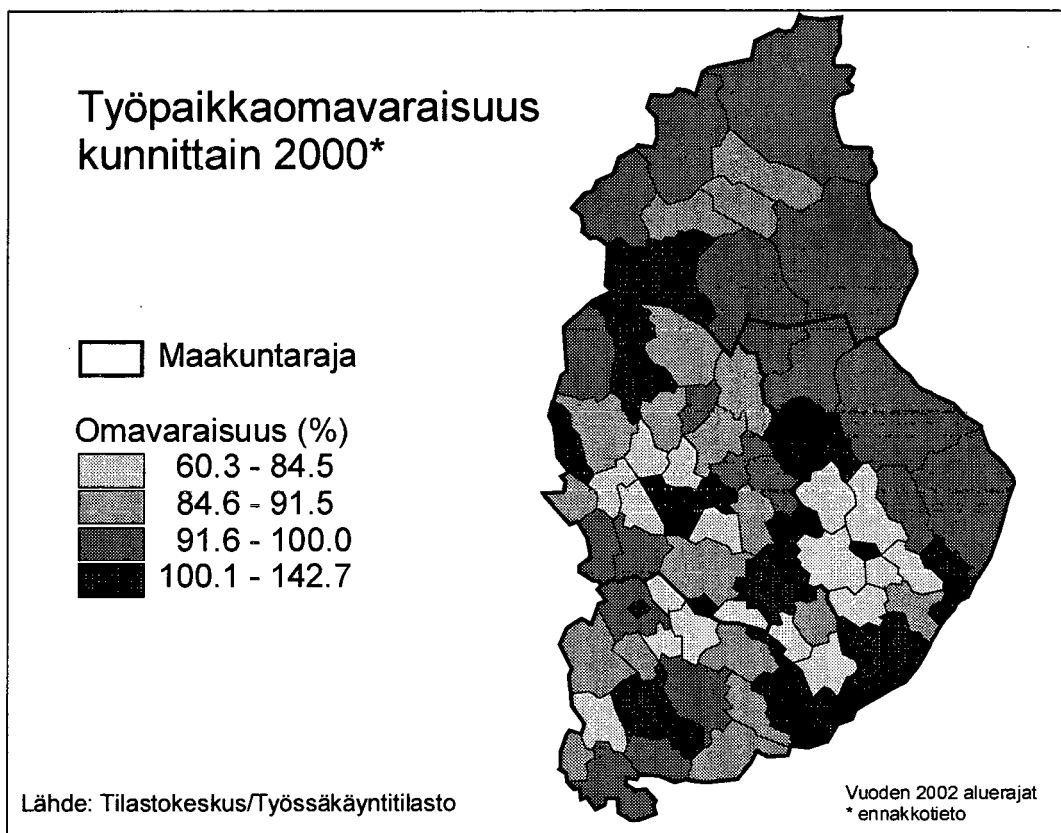 Työpaikkaomavaraisuus
kunnittain 2000*
Maakuntaraja
Omavaraisuus (%)
60.3 - 84.5
84.6 - 91.5
91.6 - 100.0
100.1 - 142.7
Lähde: Tilastokeskus/Työssäkäyntitilasto
Vuoden 2002 aluerajat
* ennakkotieto